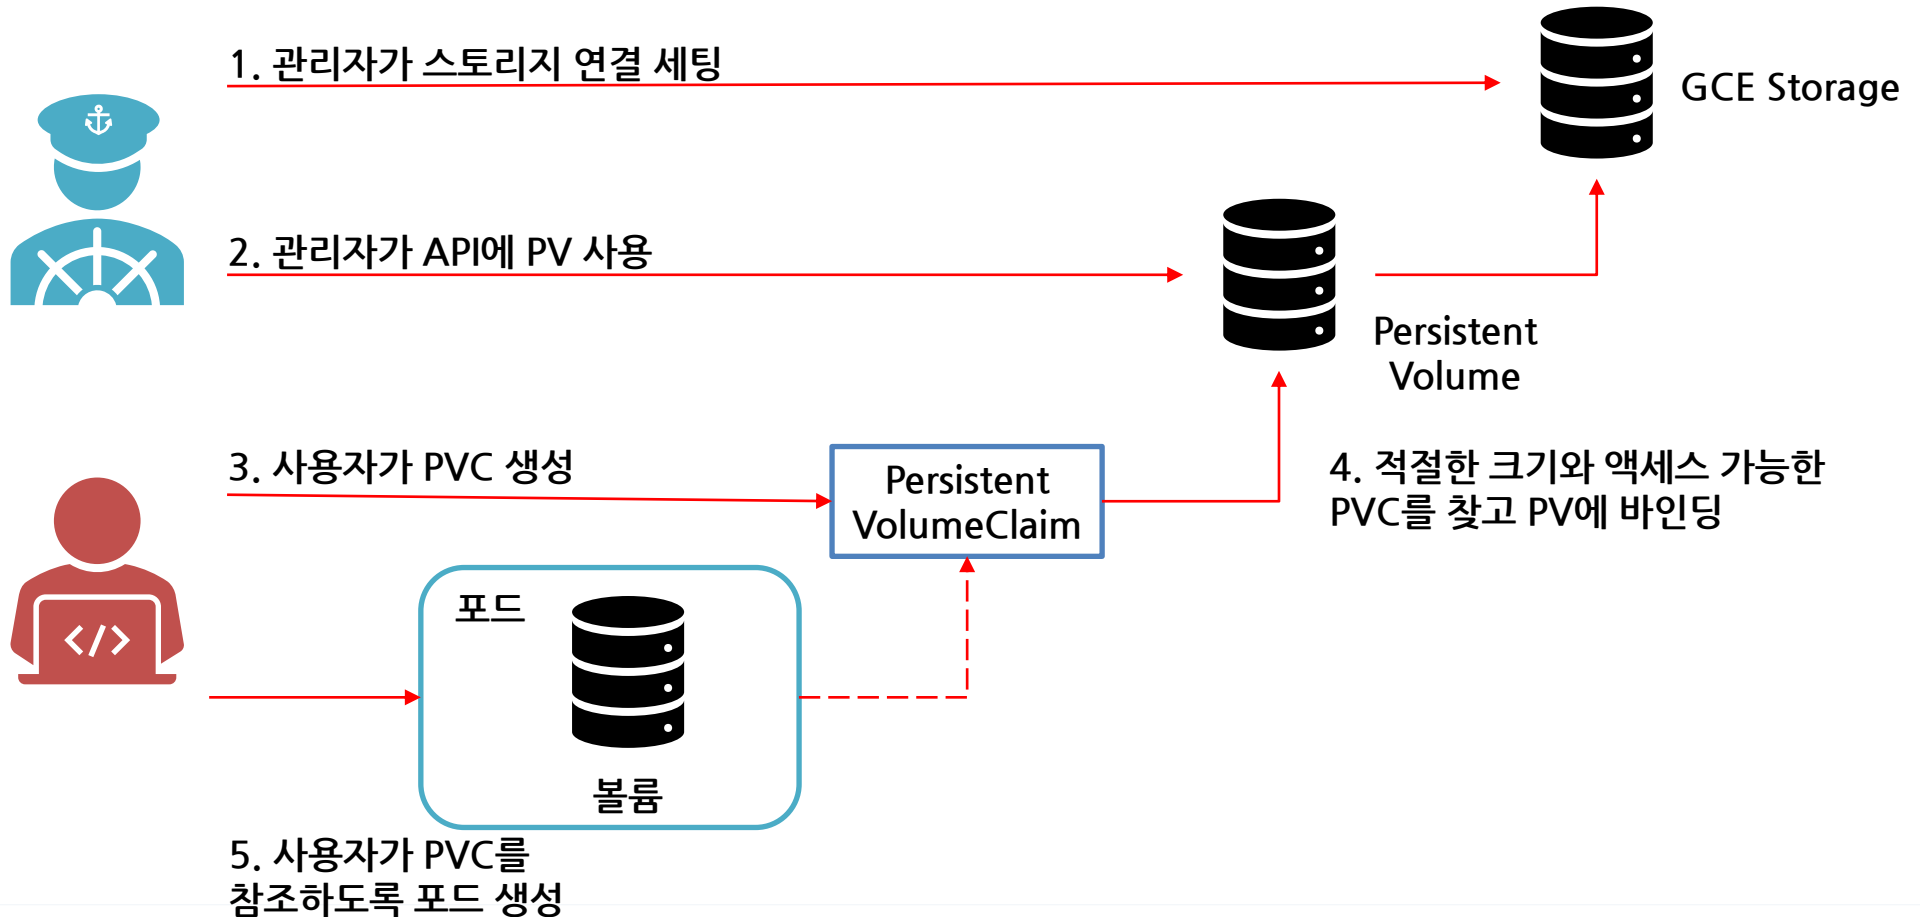 1. 관리자가 스토리지 연결 세팅
GCE Storage
2. 관리자가 API에 PV 사용
Persistent
Volume
3. 사용자가 PVC 생성
Persistent
VolumeClaim
4. 적절한 크기와 액세스 가능한
PVC를 찾고 PV에 바인딩
포드
</>
볼륨
5. 사용자가 PVC를
참조하도록 포드 생성